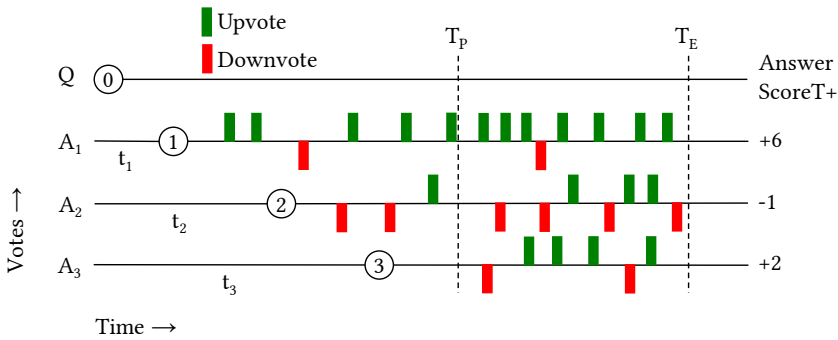 Upvote
Downvote
T_P
T_E
Q
0
Answer
ScoreT+
A_1
1
t_1
+6
A_2
2
t_2
-1
A_3
3
t_3
+2
Votes →
Time →